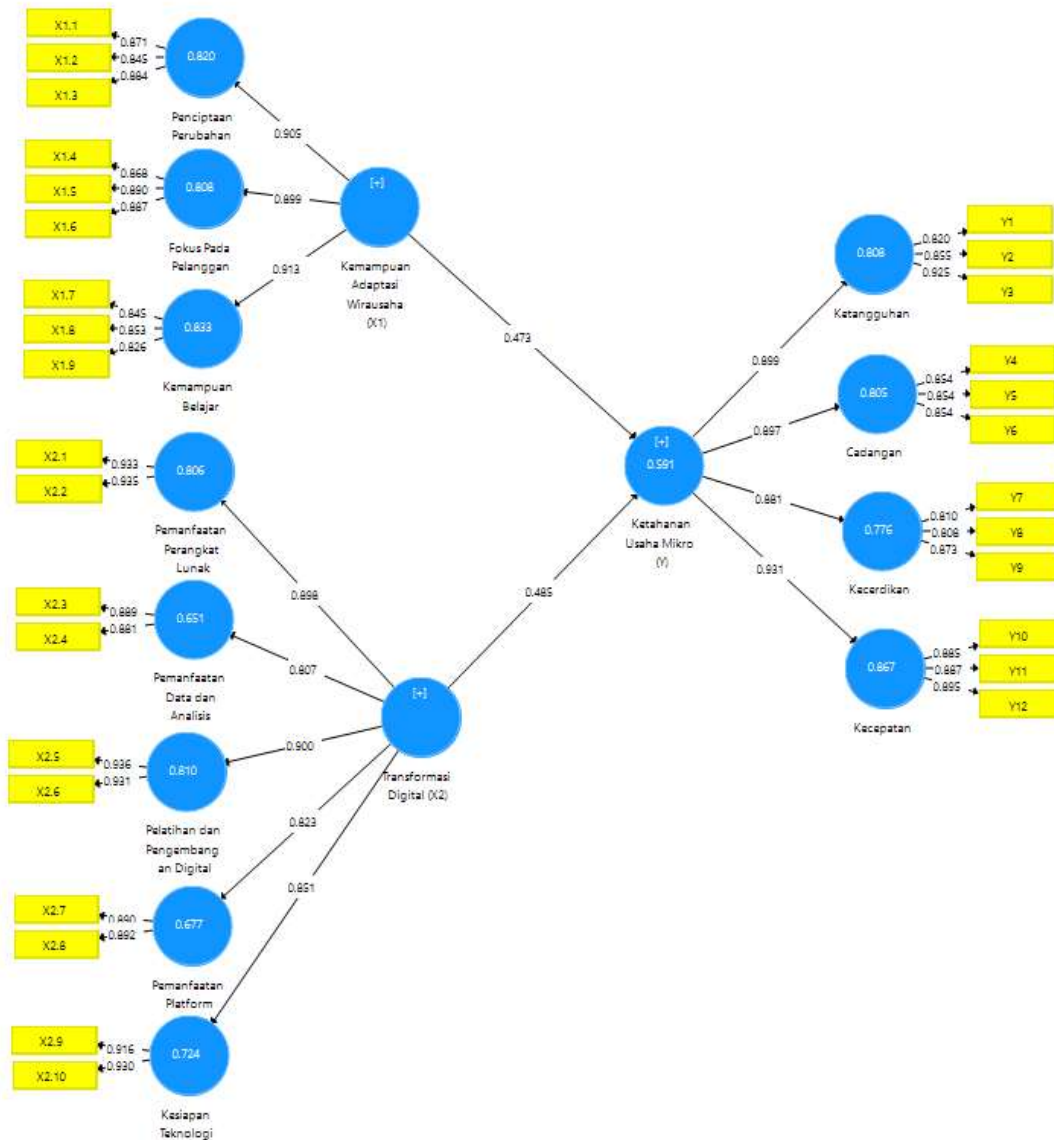 X1.1
X1.2
X1.3
0.871
0.845
0.884
0.820
Penciptaan
Perubahan
0.905
X1.4
X1.5
X1.6
0.868
0.890
0.887
0.808
Fokus Pada
Pelanggan
0.899
X1.7
X1.8
X1.9
0.845
0.853
0.826
0.833
Kemampuan
Belajar
0.913
[+]
Kemampuan
Adaptasi
Wirausaha
(X1)
0.473
X2.1
X2.2
0.933
0.935
0.806
Pemanfaatan
Perangkat
Lunak
0.898
X2.3
X2.4
0.889
0.881
0.651
Pemanfaatan
Data dan
Analisis
0.807
X2.5
X2.6
0.936
0.931
0.810
Pelatihan dan
Pengembang
an Digital
0.900
X2.7
X2.8
0.890
0.892
0.677
Pemanfaatan
Platform
0.823
X2.9
X2.10
0.916
0.930
0.724
Kesiapan
Teknologi
0.851
[+]
Transformasi
Digital (X2)
0.485
[+]
0.591
Ketahanan
Usaha Mikro
(Y)
0.899
0.808
Ketangguhan
0.820
0.855
0.925
Y1
Y2
Y3
0.897
0.805
Cadangan
0.854
0.854
0.854
Y4
Y5
Y6
0.881
0.776
Kecerdikan
0.810
0.808
0.873
Y7
Y8
Y9
0.931
0.867
Kecepatan
0.885
0.887
0.895
Y10
Y11
Y12